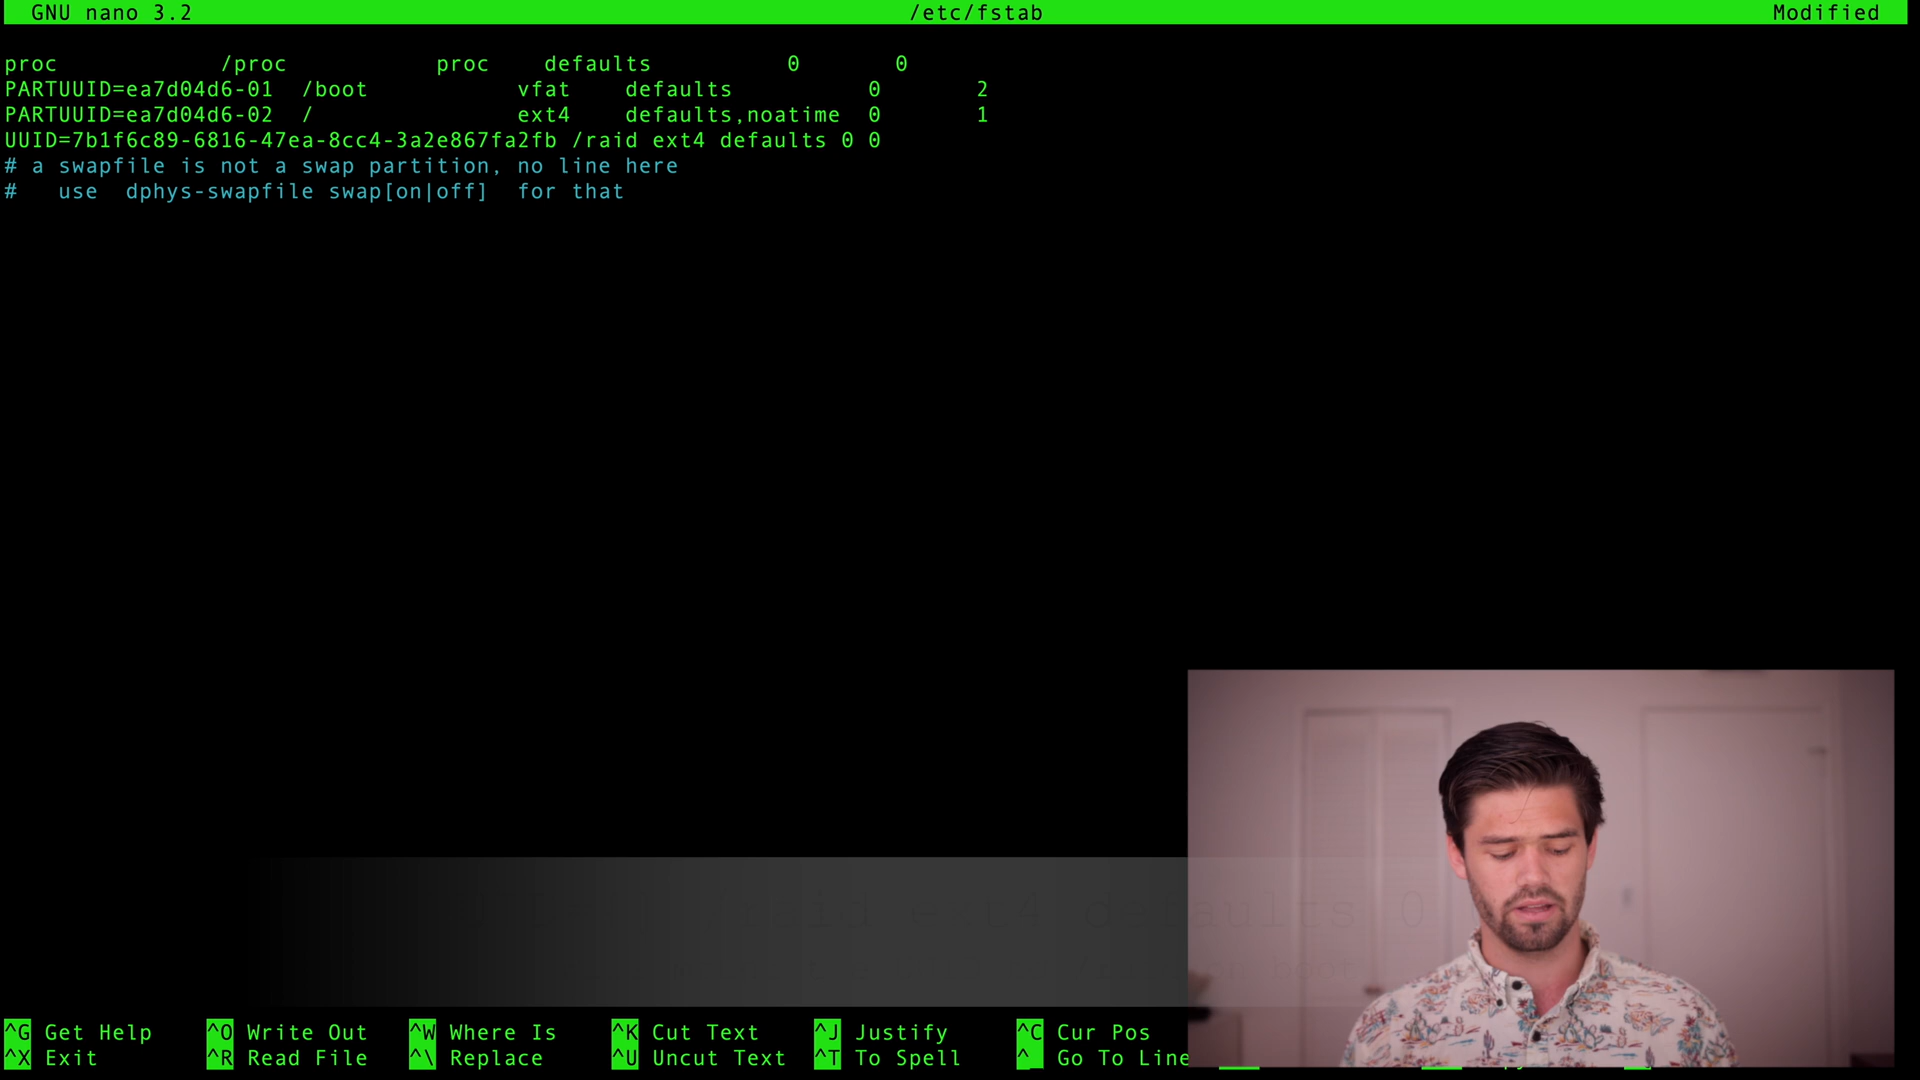 GNU nano 3.2 /etc/fstab Modified
proc /proc proc defaults 0 0
PARTUUID=ea7d04d6-01 /boot vfat defaults 0 2
PARTUUID=ea7d04d6-02 / ext4 defaults,noatime 0 1
UUID=7b1f6c89-6816-47ea-8cc4-3a2e867fa2fb /raid ext4 defaults 0 0
# a swapfile is not a swap partition, no line here
#   use  dphys-swapfile swap[on|off]  for that
ext4 defaults 0
^G Get Help ^O Write Out ^W Where Is ^K Cut Text ^J Justify ^C Cur Pos
^X Exit ^R Read File ^\ Replace ^U Uncut Text ^T To Spell ^_ Go To Line